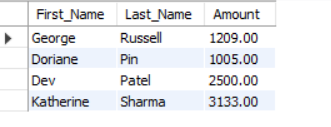 First_Name Last_Name Amount
George Russell 1209.00
Doriane Pin 1005.00
Dev Patel 2500.00
Katherine Sharma 3133.00